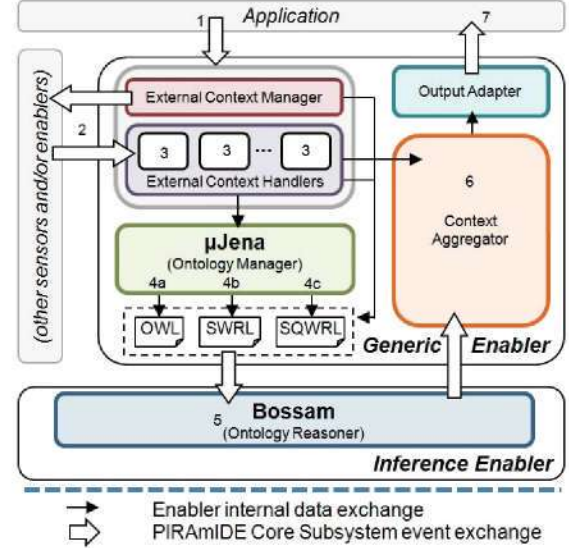 Application
1
7
(other sensors and/or enablers)
2
External Context Manager
3 3 ... 3
External Context Handlers
Output Adapter
6
Context
Aggregator
µJena
(Ontology Manager)
4a 4b 4c
OWL SWRL SQWRL
Generic Enabler
5
Bossam
(Ontology Reasoner)
Inference Enabler
Enabler internal data exchange
PIRAmIDE Core Subsystem event exchange